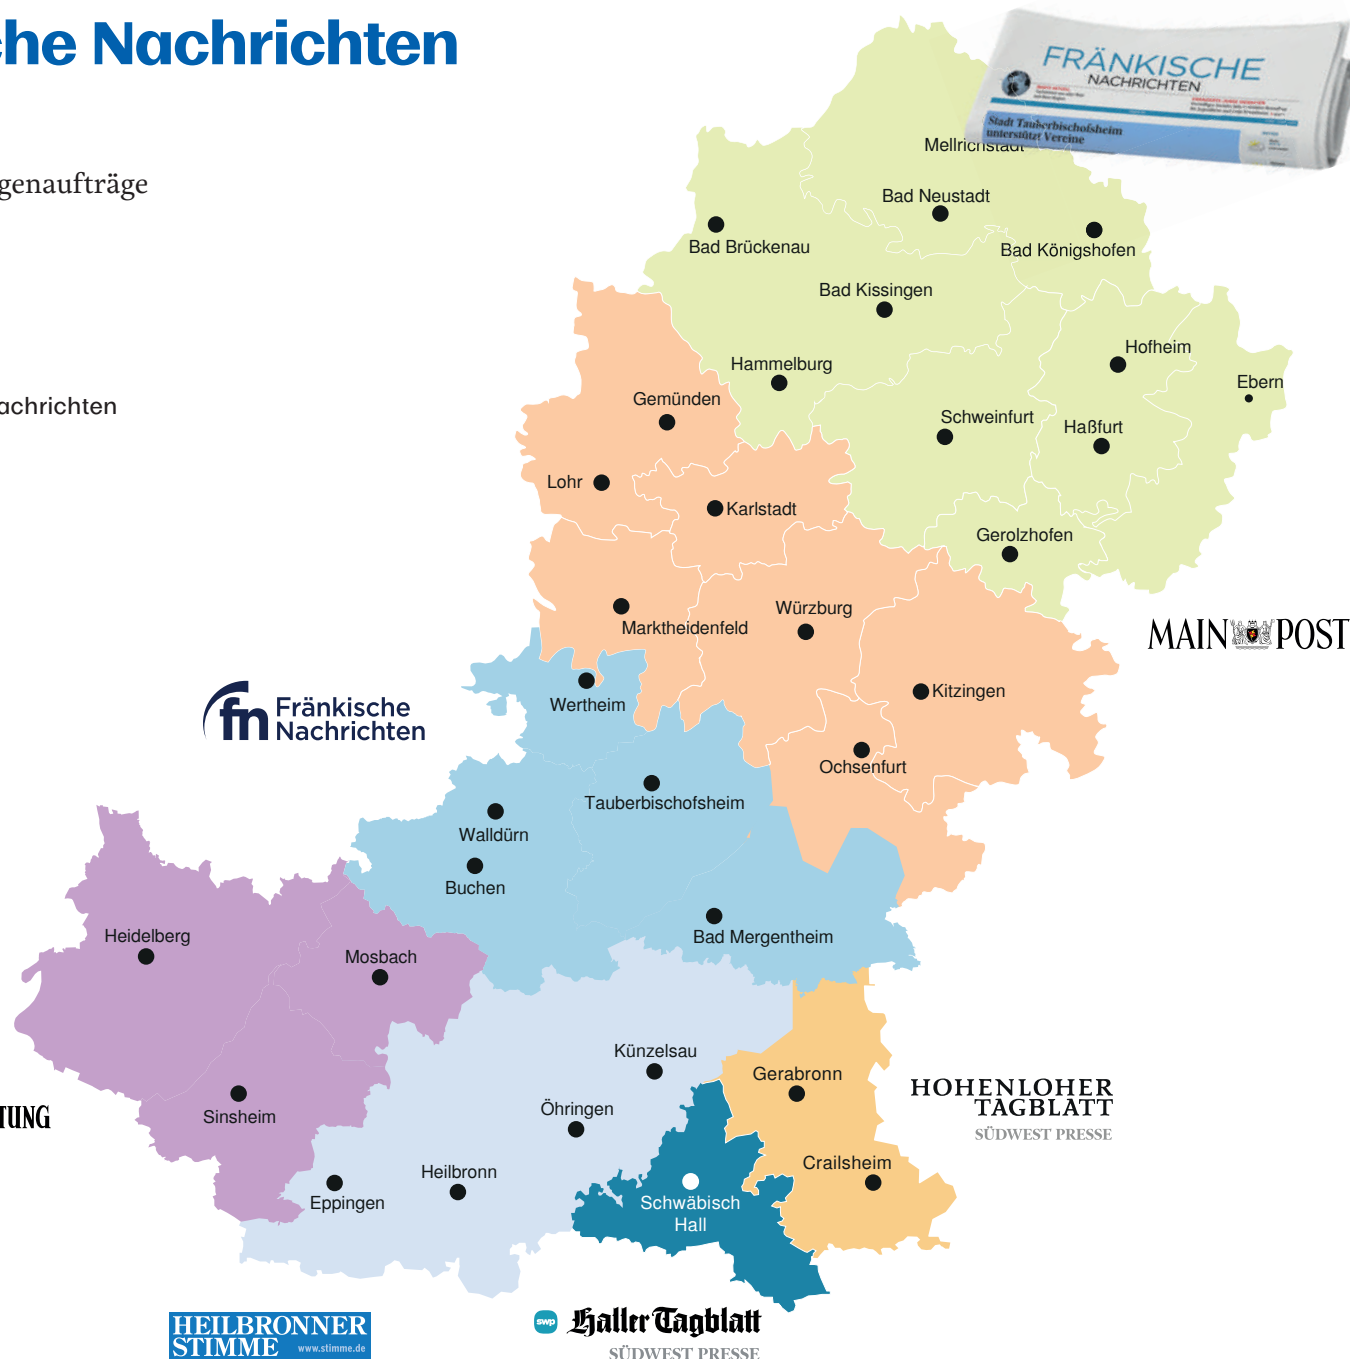 che Nachrichten
FRÄNKISCHE
NACHRICHTEN
Stadt Tauberbischofsheim
unterstützt Vereine
genaufträge
achrichten
Mellrichstadt
Bad Neustadt
Bad Brückenau
Bad Königshofen
Bad Kissingen
Hofheim
Hammelburg
Ebern
Gemünden
Schweinfurt
Haßfurt
Lohr
Karlstadt
Gerolzhofen
Würzburg
Marktheidenfeld
MAIN POST
Kitzingen
Wertheim
fn Fränkische
Nachrichten
Ochsenfurt
Tauberbischofsheim
Walldürn
Buchen
Heidelberg
Bad Mergentheim
Mosbach
Künzelsau
Gerabronn
HOHENLOHER
TAGBLATT
SÜDWEST PRESSE
TUNG
Sinsheim
Öhringen
Crailsheim
Heilbronn
Eppingen
Schwäbisch
Hall
HEILBRONNER
STIMME www.stimme.de
swp Haller Tagblatt
SÜDWEST PRESSE